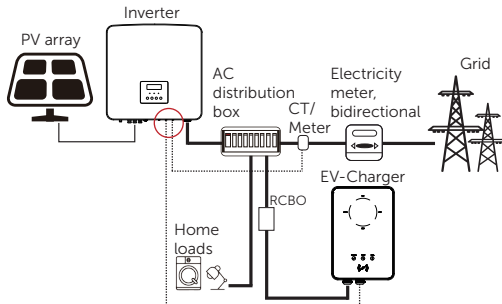 Inverter
PV array
Grid
AC
distribution
box
Electricity
meter,
bidirectional
CT/
Meter
EV-Charger
RCBO
Home
loads